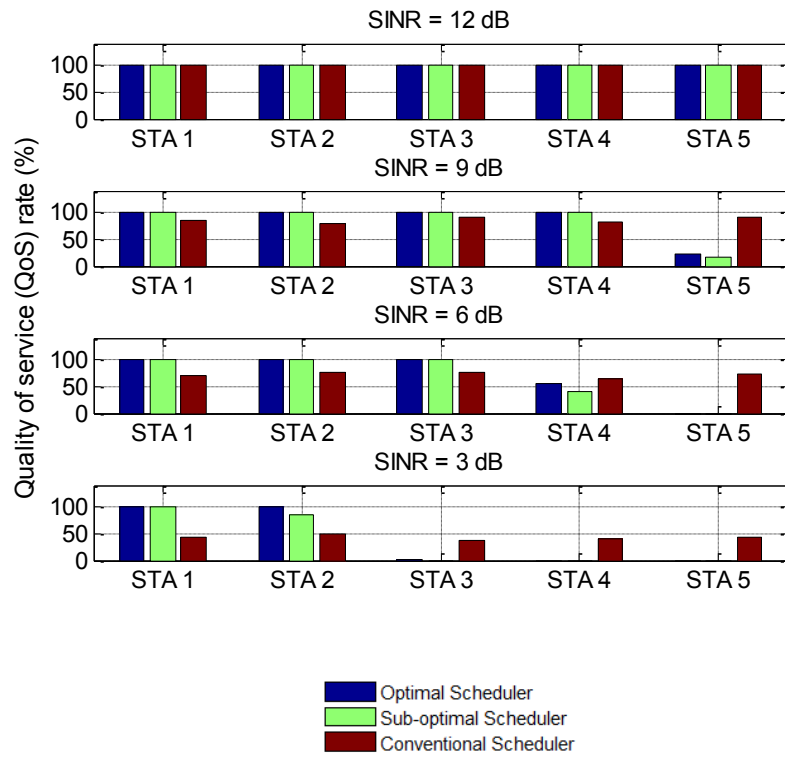 SINR = 12 dB
Quality of service (QoS) rate (%)
100
50
0
STA 1 STA 2 STA 3 STA 4 STA 5
SINR = 9 dB
100
50
0
STA 1 STA 2 STA 3 STA 4 STA 5
SINR = 6 dB
100
50
0
STA 1 STA 2 STA 3 STA 4 STA 5
SINR = 3 dB
100
50
0
STA 1 STA 2 STA 3 STA 4 STA 5
Optimal Scheduler
Sub-optimal Scheduler
Conventional Scheduler